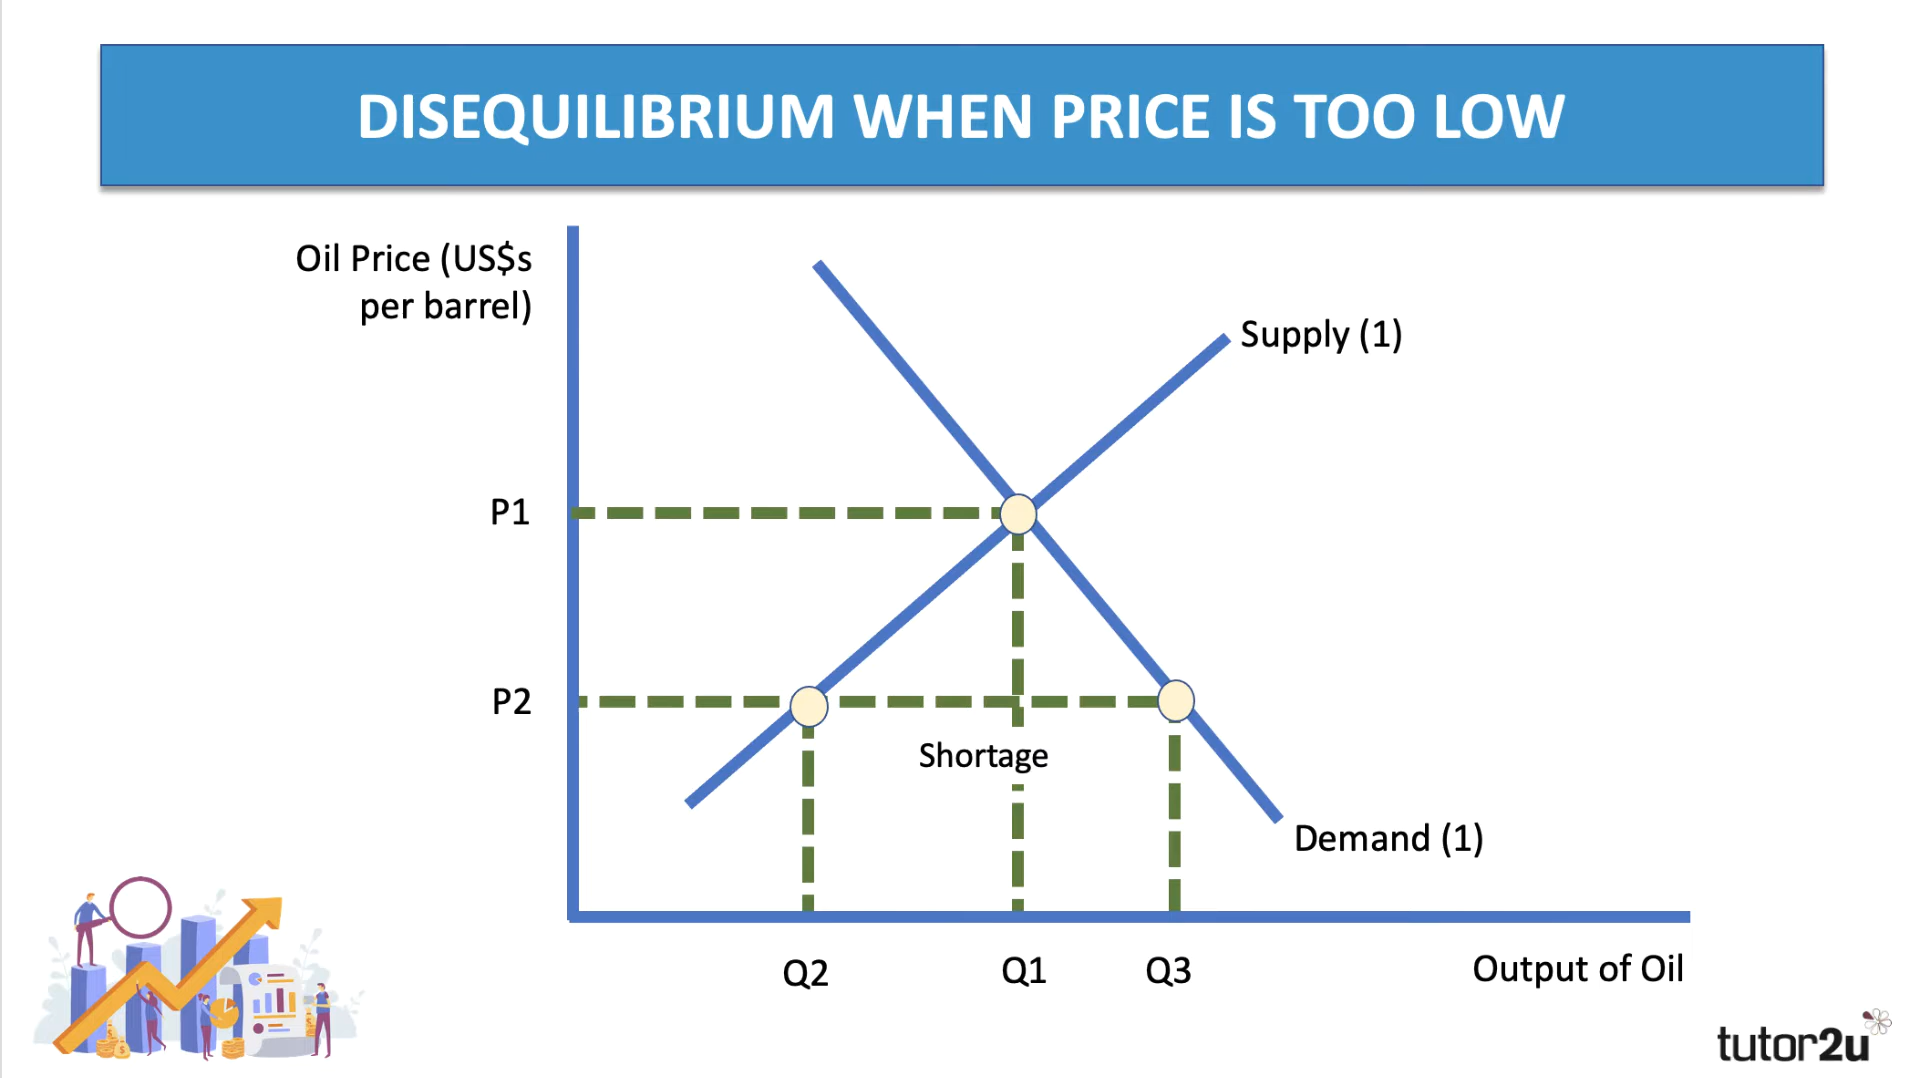 DISEQUILIBRIUM WHEN PRICE IS TOO LOW
Oil Price (US$s
per barrel)
Supply (1)
P1
P2
Shortage
Demand (1)
Q2
Q1
Q3
Output of Oil
tutor2u